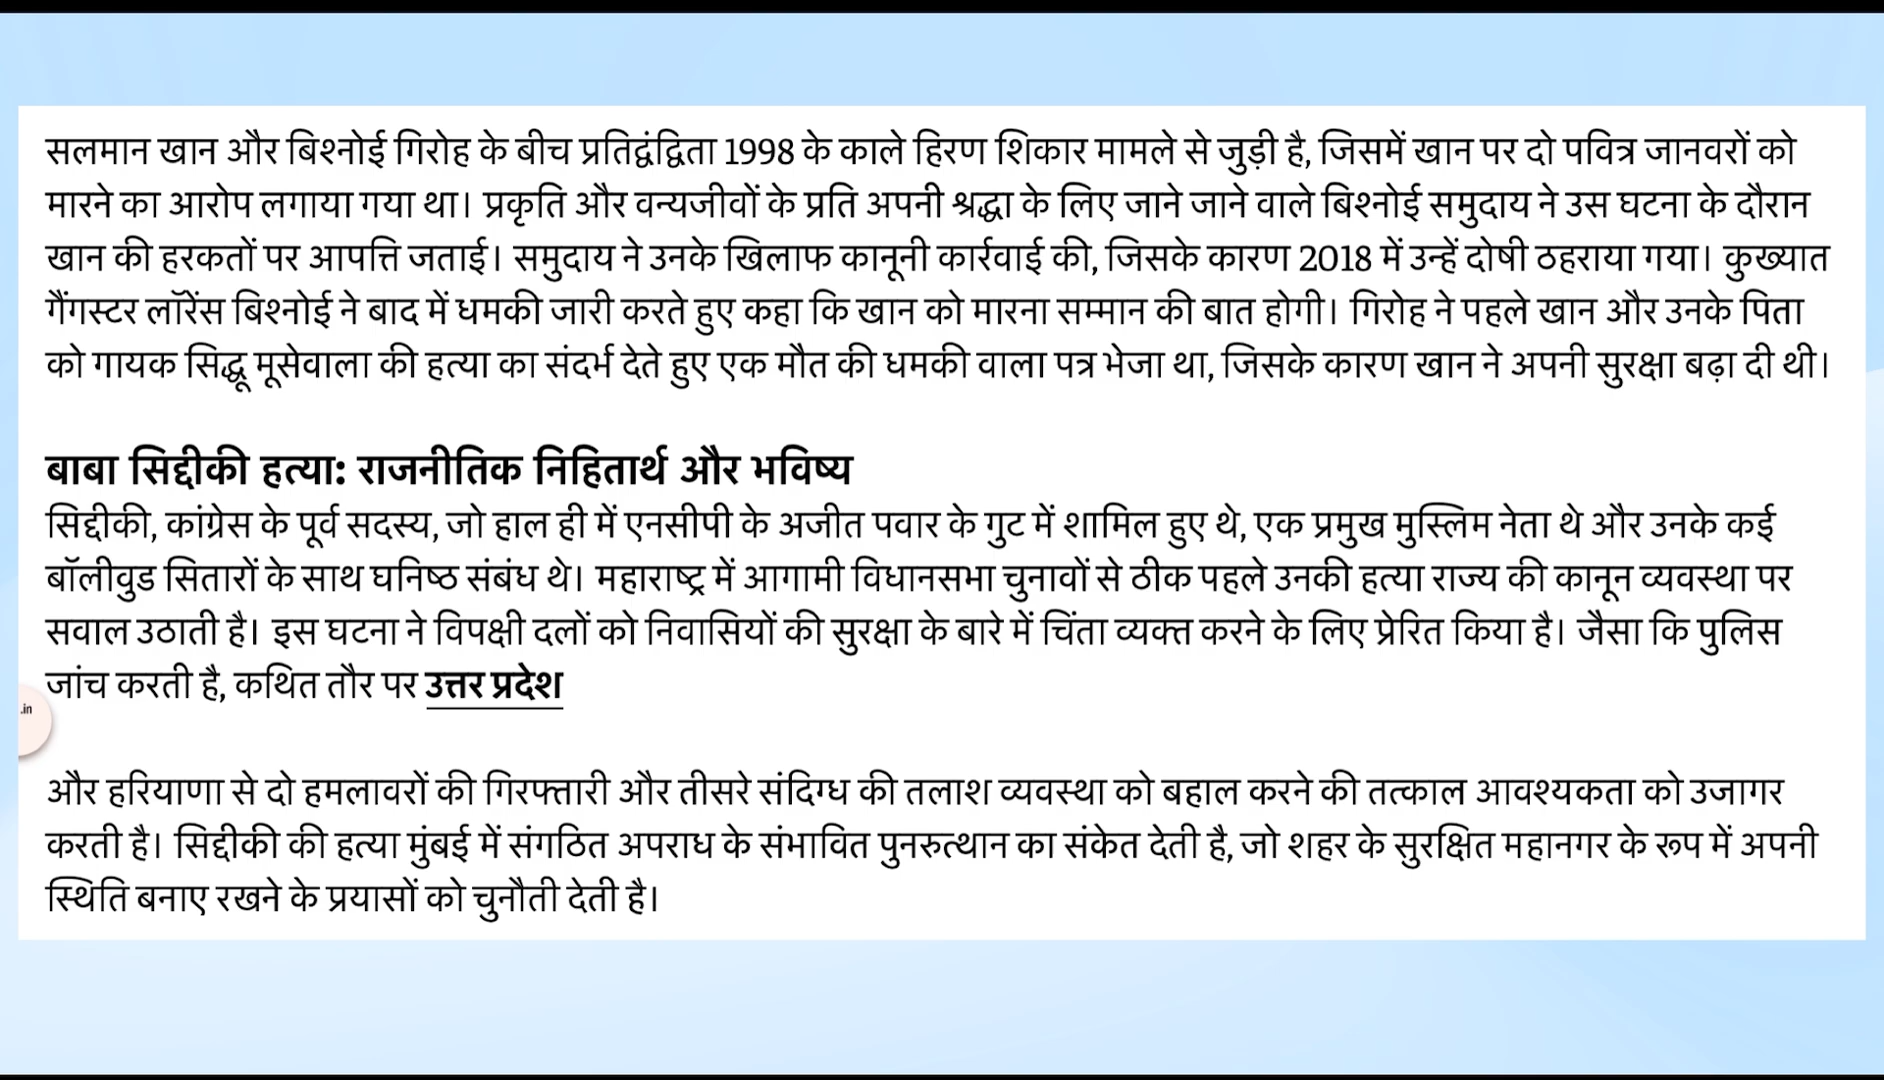 सलमान खान और बिश्नोई गिरोह के बीच प्रतिद्वंद्विता 1998 के काले हिरण शिकार मामले से जुड़ी है, जिसमें खान पर दो पवित्र जानवरों को
मारने का आरोप लगाया गया था। प्रकृति और वन्यजीवों के प्रति अपनी श्रद्धा के लिए जाने जाने वाले बिश्नोई समुदाय ने उस घटना के दौरान
खान की हरकतों पर आपत्ति जताई। समुदाय ने उनके खिलाफ कानूनी कार्रवाई की, जिसके कारण 2018 में उन्हें दोषी ठहराया गया। कुख्यात
गैंगस्टर लॉरेंस बिश्नोई ने बाद में धमकी जारी करते हुए कहा कि खान को मारना सम्मान की बात होगी। गिरोह ने पहले खान और उनके पिता
को गायक सिद्धू मूसेवाला की हत्या का संदर्भ देते हुए एक मौत की धमकी वाला पत्र भेजा था, जिसके कारण खान ने अपनी सुरक्षा बढ़ा दी थी।
बाबा सिद्दीकी हत्या: राजनीतिक निहितार्थ और भविष्य
सिद्दीकी, कांग्रेस के पूर्व सदस्य, जो हाल ही में एनसीपी के अजीत पवार के गुट में शामिल हुए थे, एक प्रमुख मुस्लिम नेता थे और उनके कई
बॉलीवुड सितारों के साथ घनिष्ठ संबंध थे। महाराष्ट्र में आगामी विधानसभा चुनावों से ठीक पहले उनकी हत्या राज्य की कानून व्यवस्था पर
सवाल उठाती है। इस घटना ने विपक्षी दलों को निवासियों की सुरक्षा के बारे में चिंता व्यक्त करने के लिए प्रेरित किया है। जैसा कि पुलिस
जांच करती है, कथित तौर पर उत्तर प्रदेश
.in
और हरियाणा से दो हमलावरों की गिरफ्तारी और तीसरे संदिग्ध की तलाश व्यवस्था को बहाल करने की तत्काल आवश्यकता को उजागर
करती है। सिद्दीकी की हत्या मुंबई में संगठित अपराध के संभावित पुनरुत्थान का संकेत देती है, जो शहर के सुरक्षित महानगर के रूप में अपनी
स्थिति बनाए रखने के प्रयासों को चुनौती देती है।